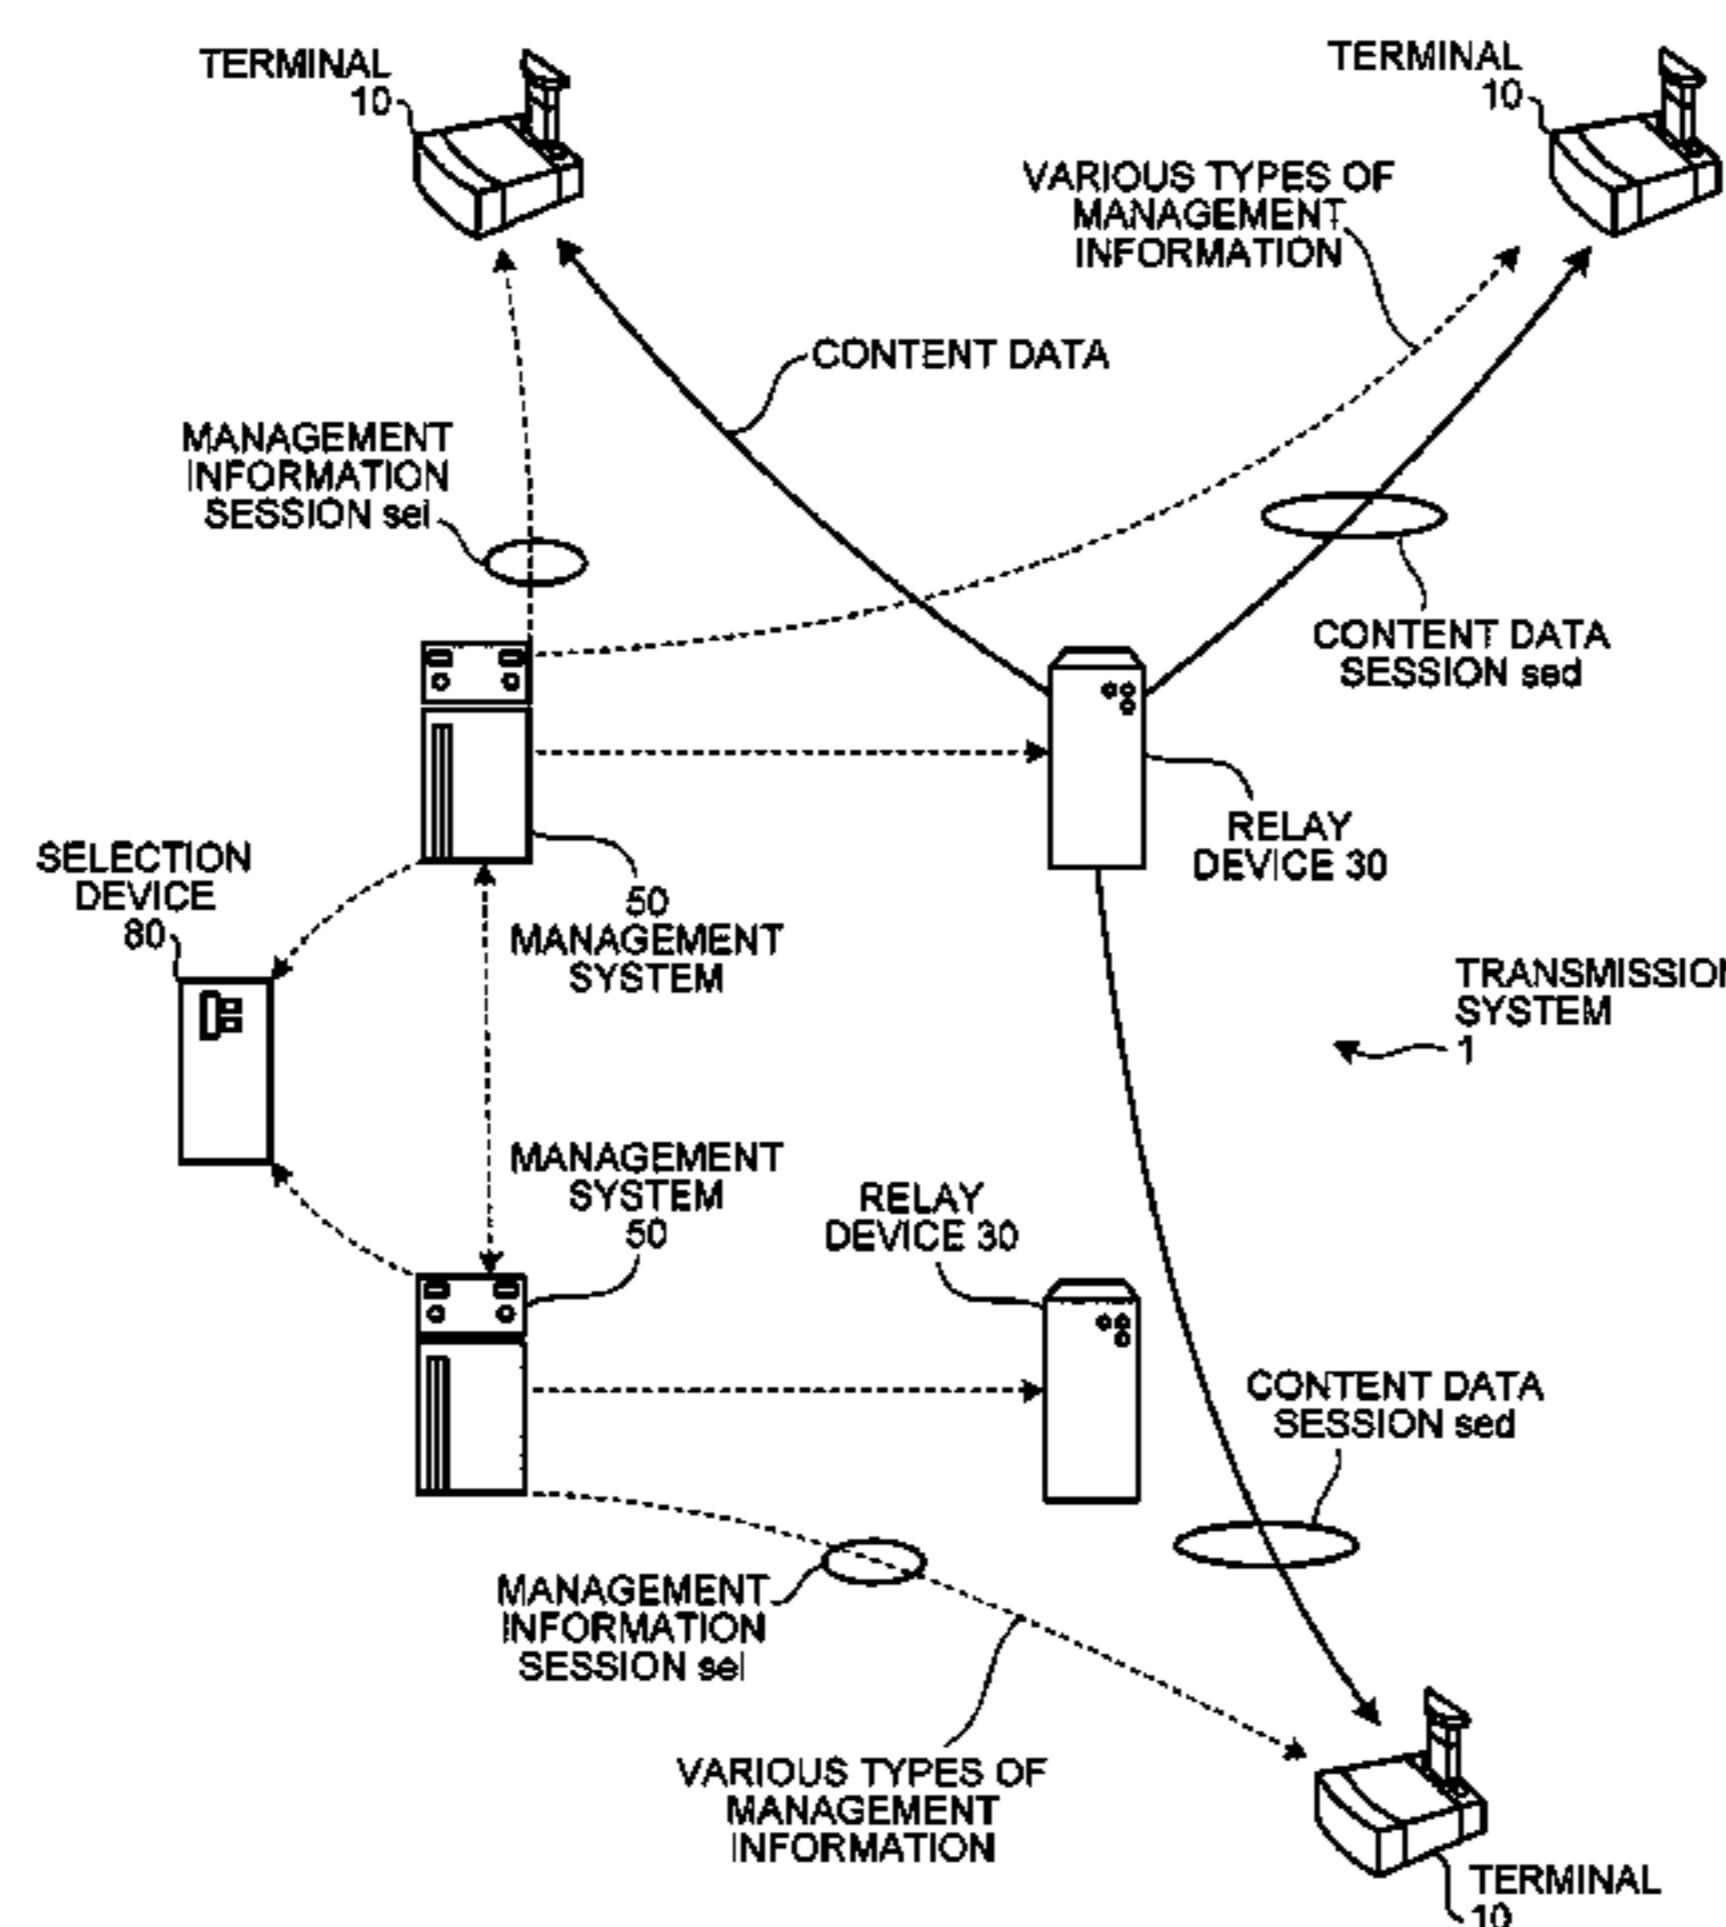 TERMINAL
10
TERMINAL
10
VARIOUS TYPES OF
MANAGEMENT
INFORMATION
CONTENT DATA
MANAGEMENT
INFORMATION
SESSION sei
CONTENT DATA
SESSION sed
RELAY
DEVICE 30
SELECTION
DEVICE
80
50
MANAGEMENT
SYSTEM
TRANSMISSION
SYSTEM
1
MANAGEMENT
SYSTEM
50
RELAY
DEVICE 30
CONTENT DATA
SESSION sed
MANAGEMENT
INFORMATION
SESSION sei
VARIOUS TYPES OF
MANAGEMENT
INFORMATION
TERMINAL
10